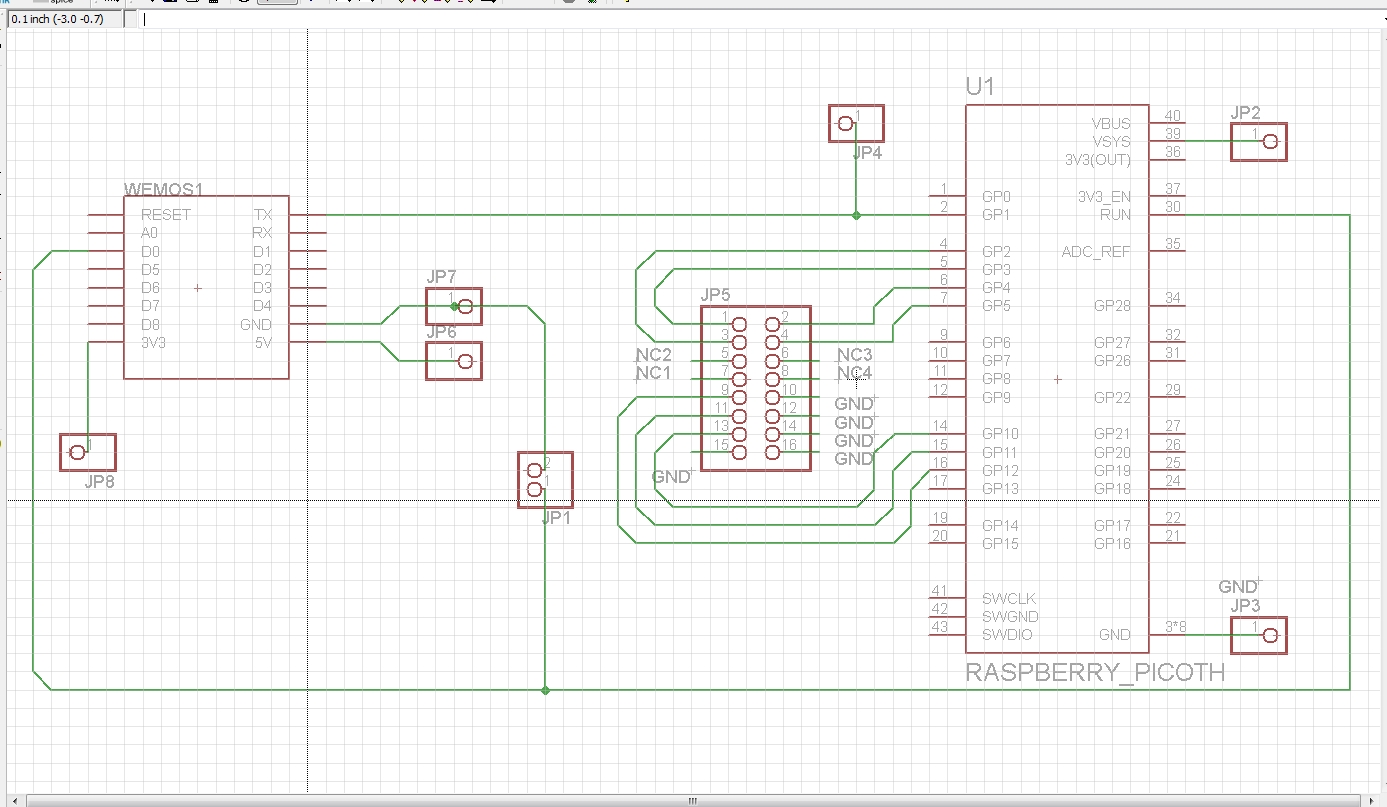 0.1 inch (-3.0 -0.7)
U1
JP4
1
JP2
1
WEMOS1
RESET TX
A0 RX
D0 D1
D5 D2
D6 D3
D7 D4
D8 GND
3V3 5V
JP7
1
JP6
1
JP8
1
JP1
2
1
JP5
1 2
3 4
5 6
7 8
9 10
11 12
13 14
15 16
NC2
NC1
NC3
NC4
GND
GND
GND
GND
GND
VBUS 40
VSYS 39
3V3(OUT) 36
1 GP0 3V3_EN 37
2 GP1 RUN 30
4 GP2 ADC_REF 35
5 GP3
6 GP4
7 GP5 GP28 34
9 GP6 GP27 32
10 GP7 GP26 31
11 GP8
12 GP9 GP22 29
14 GP10 GP21 27
15 GP11 GP20 26
16 GP12 GP19 25
17 GP13 GP18 24
19 GP14 GP17 22
20 GP15 GP16 21
41 SWCLK
42 SWGND
43 SWDIO GND 3*8
GND
JP3
1
RASPBERRY_PICOTH